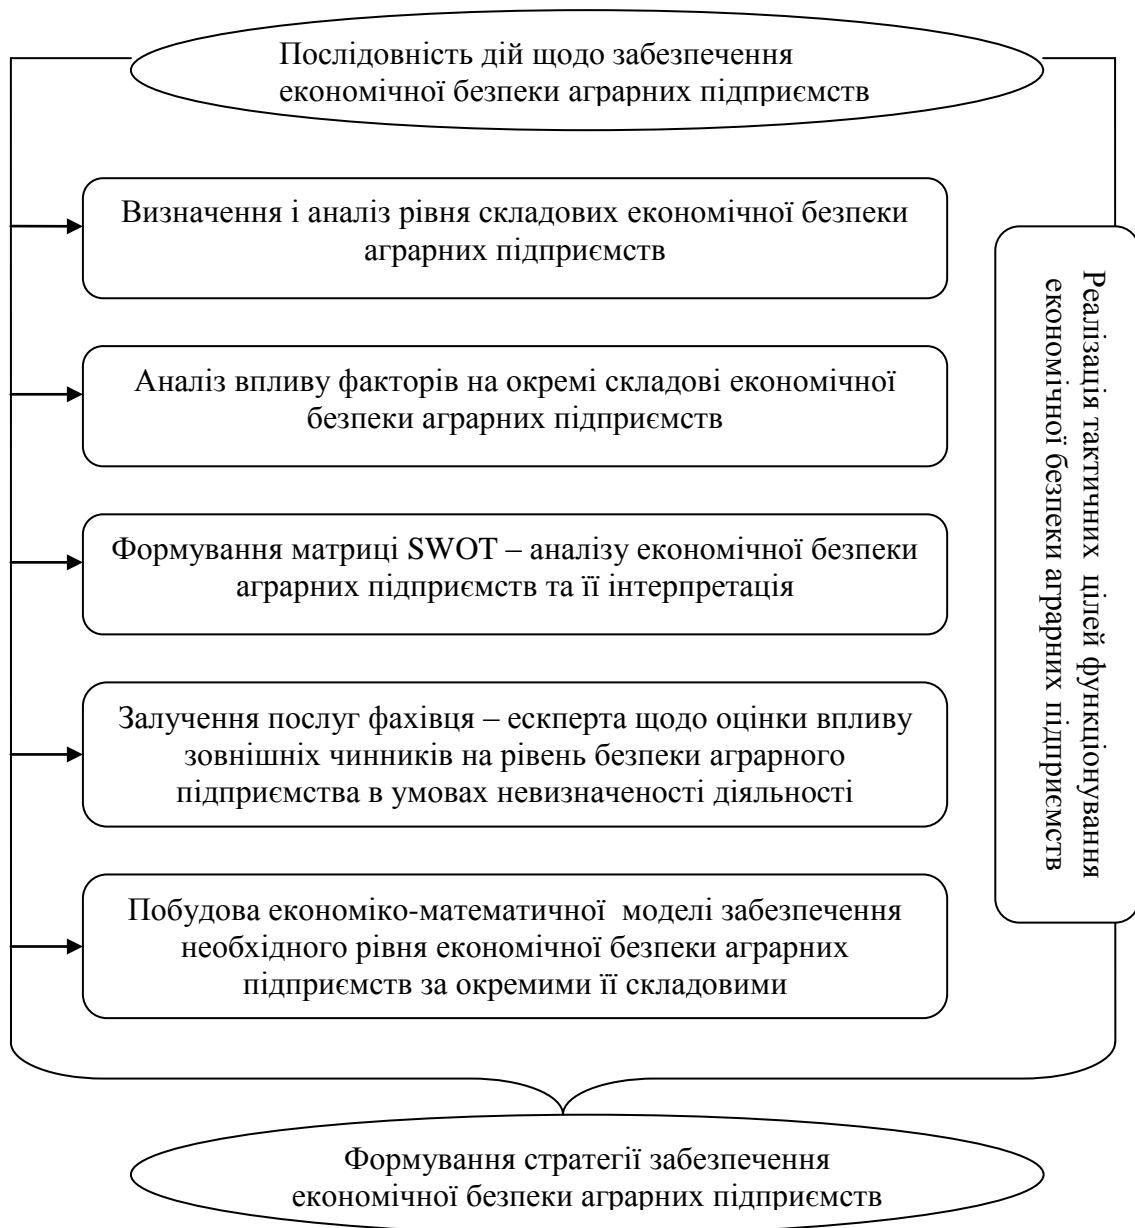 Послідовність дій щодо забезпечення
економічної безпеки аграрних підприємств
Визначення і аналіз рівня складових економічної безпеки
аграрних підприємств
Аналіз впливу факторів на окремі складові економічної
безпеки аграрних підприємств
Формування матриці SWOT – аналізу економічної безпеки
аграрних підприємств та її інтерпретація
Залучення послуг фахівця – ескперта щодо оцінки впливу
зовнішніх чинників на рівень безпеки аграрного
підприємства в умовах невизначеності діяльності
Побудова економіко-математичної моделі забезпечення
необхідного рівня економічної безпеки аграрних
підприємств за окремими її складовими
Реалізація тактичних цілей функціонування
економічної безпеки аграрних підприємств
Формування стратегії забезпечення
економічної безпеки аграрних підприємств